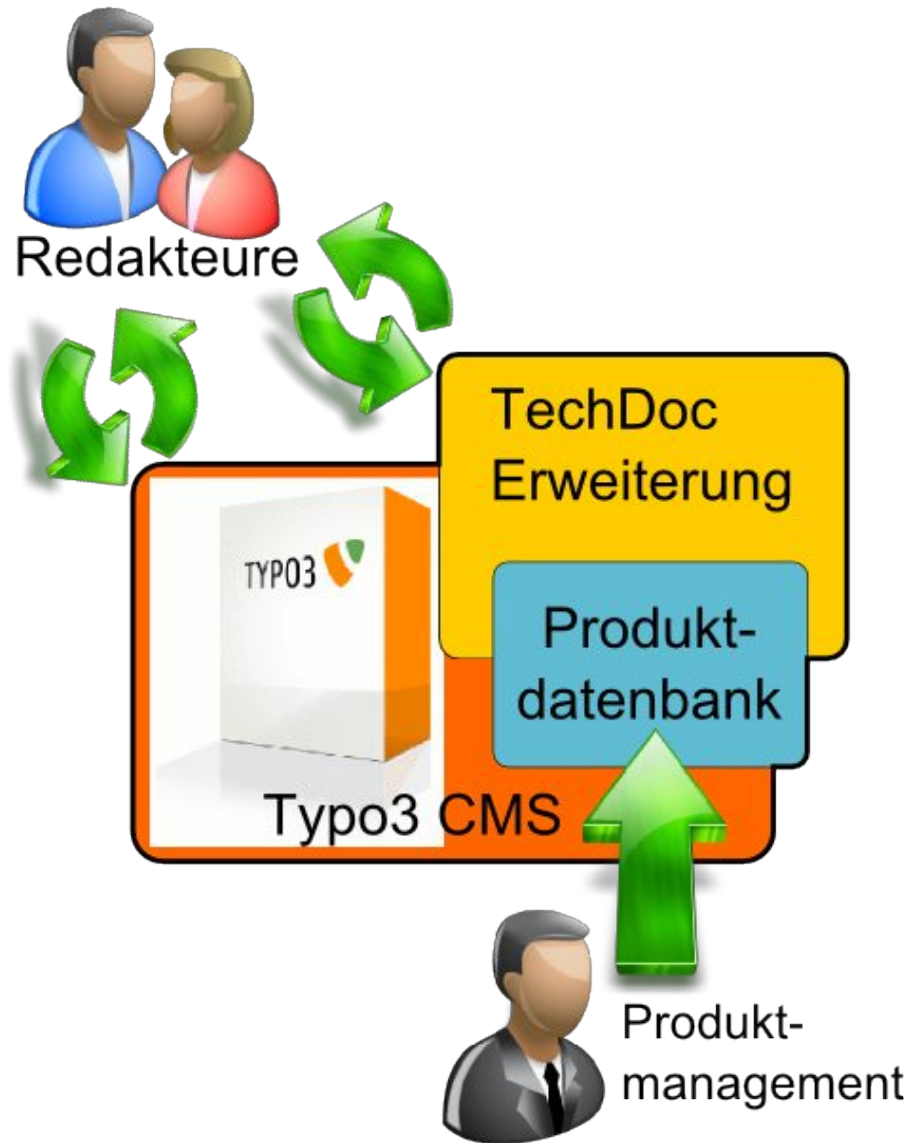 Redakteure
TechDoc
Erweiterung
TYPO3
Produkt-
datenbank
Typo3 CMS
Produkt-
management